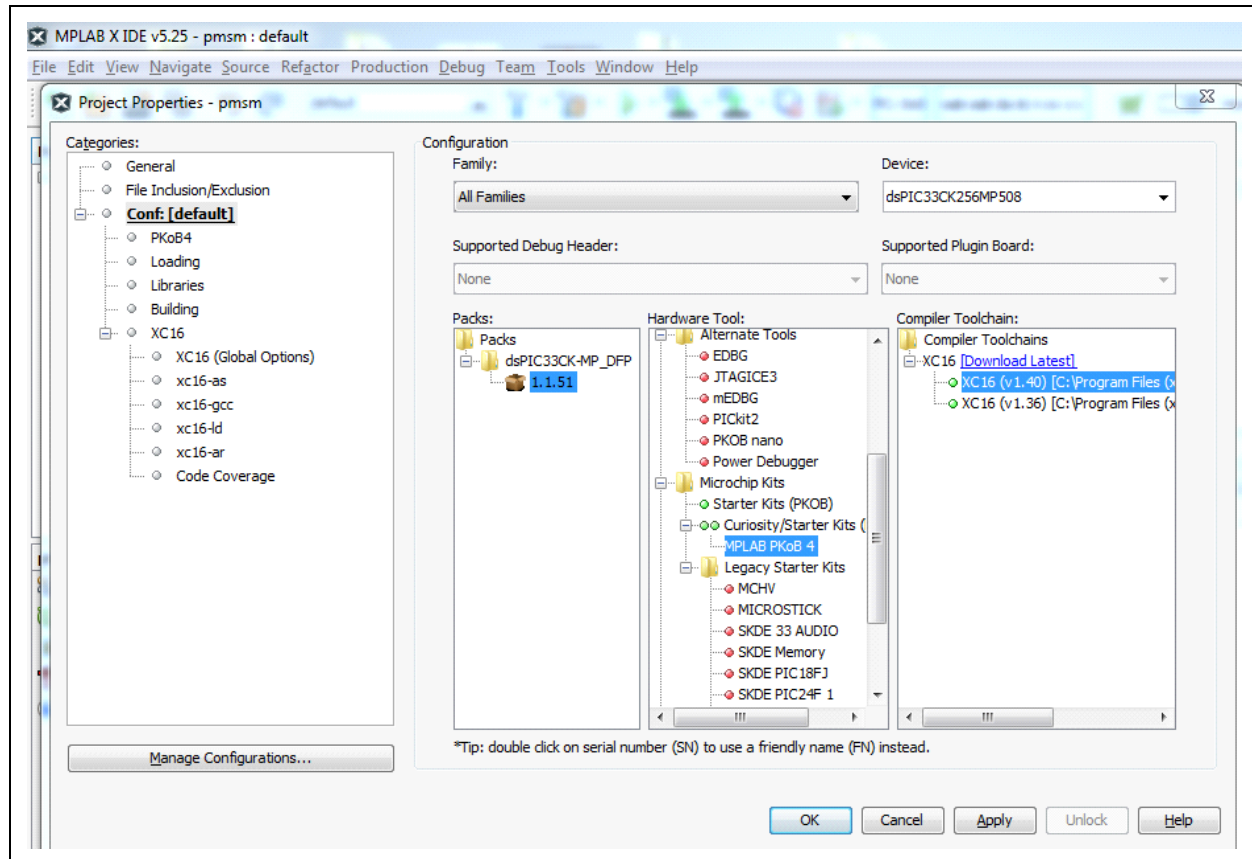 MPLAB X IDE v5.25 - pmsm : default
File Edit View Navigate Source Refactor Production Debug Team Tools Window Help
Project Properties - pmsm
Categories:
General
File Inclusion/Exclusion
Conf: [default]
PKoB4
Loading
Libraries
Building
XC16
XC16 (Global Options)
xc16-as
xc16-gcc
xc16-ld
xc16-ar
Code Coverage
Manage Configurations...
Configuration
Family:
All Families
Device:
dsPIC33CK256MP508
Supported Debug Header:
None
Supported Plugin Board:
None
Packs:
Packs
dsPIC33CK-MP_DFP
1.1.51
Hardware Tool:
Alternate Tools
EDBG
JTAGICE3
mEDBG
PICkit2
PKOB nano
Power Debugger
Microchip Kits
Starter Kits (PKOB)
Curiosity/Starter Kits (
MPLAB PKoB 4
Legacy Starter Kits
MCHV
MICROSTICK
SKDE 33 AUDIO
SKDE Memory
SKDE PIC18FJ
SKDE PIC24F 1
Compiler Toolchain:
Compiler Toolchains
XC16 [Download Latest]
XC16 (v1.40) [C:\Program Files (x
XC16 (v1.36) [C:\Program Files (x
*Tip: double click on serial number (SN) to use a friendly name (FN) instead.
OK Cancel Apply Unlock Help